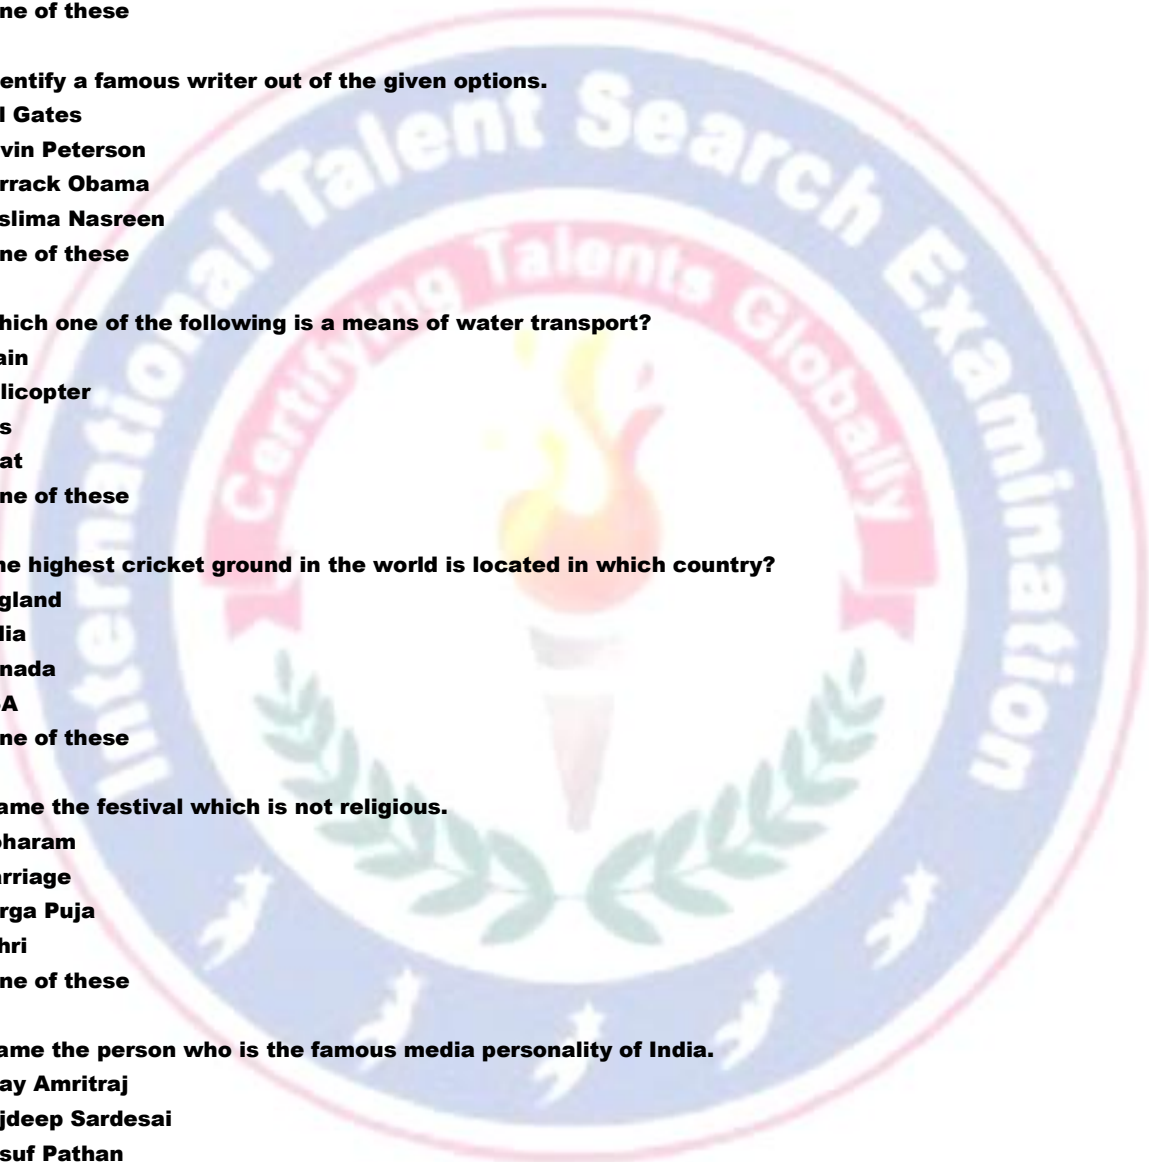 ne of these
entify a famous writer out of the given options.
l Gates
vin Peterson
rrack Obama
slima Nasreen
ne of these
hich one of the following is a means of water transport?
ain
licopter
s
at
ne of these
he highest cricket ground in the world is located in which country?
gland
dia
nada
A
ne of these
ame the festival which is not religious.
oharam
arriage
rga Puja
hri
ne of these
ame the person who is the famous media personality of India.
ay Amritraj
jdeep Sardesai
suf Pathan
International Talent Search Examination
Certifying Talents Globally